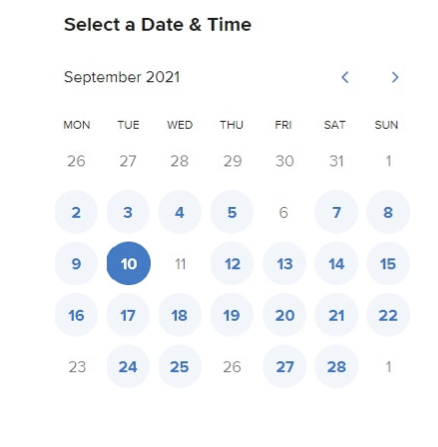 Select a Date & Time
September 2021
MON TUE WED THU FRI SAT SUN
26 27 28 29 30 31 1
2 3 4 5 6 7 8
9 10 11 12 13 14 15
16 17 18 19 20 21 22
23 24 25 26 27 28 1